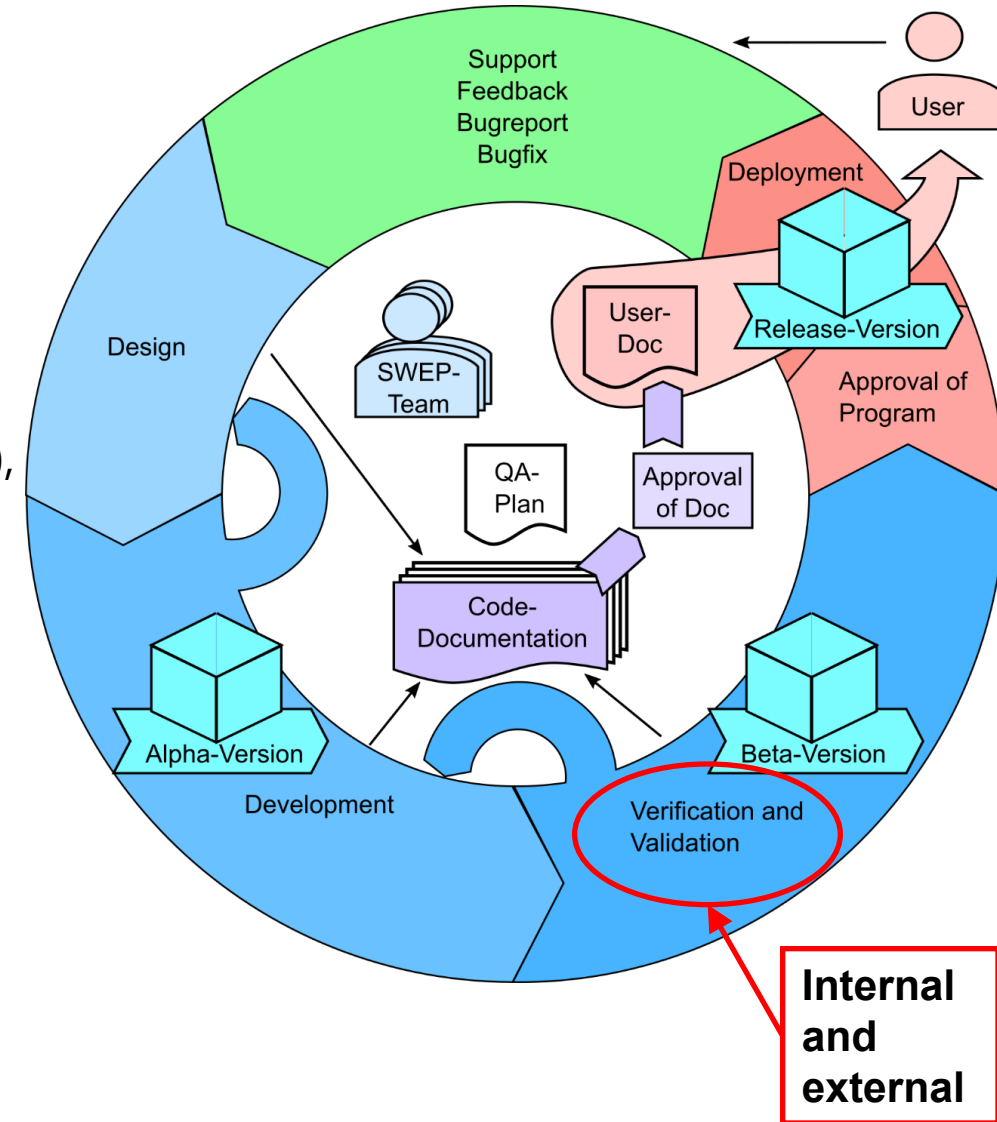 Support
Feedback
Bugreport
Bugfix
User
Deployment
Release-Version
User-
Doc
Design
SWEP-
Team
Approval of
Program
),
QA-
Plan
Approval
of Doc
Code-
Documentation
Alpha-Version
Beta-Version
Development
Verification and
Validation
Internal
and
external